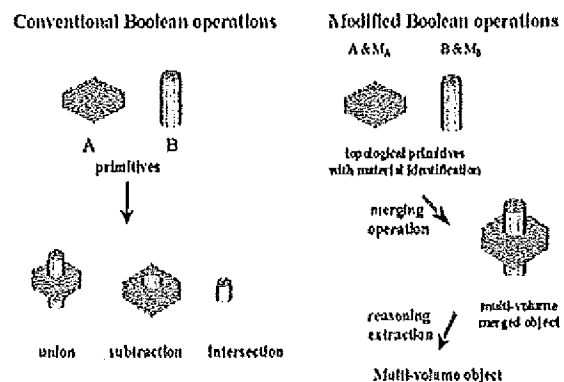 Conventional Boolean operations
Modified Boolean operations
A & M_A
B & M_B
A
B
primitives
topological primitives
with material identification
merging
operation
union
subtraction
intersection
multi-volume
merged object
reasoning
extraction
Multi-volume object